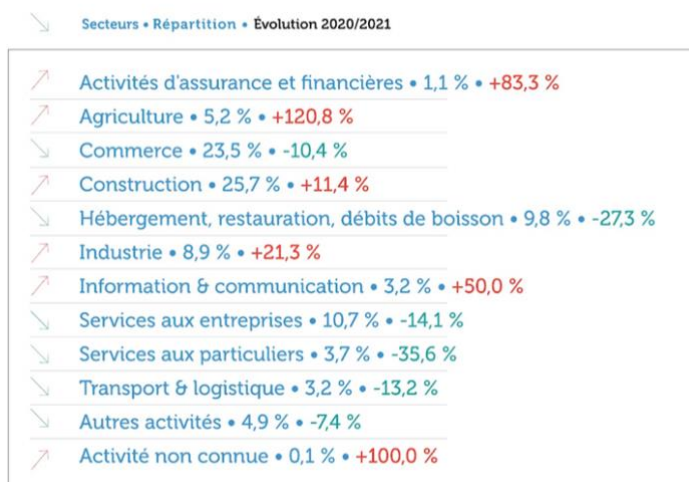 Secteurs • Répartition • Évolution 2020/2021
Activités d'assurance et financières • 1,1 % • +83,3 %
Agriculture • 5,2 % • +120,8 %
Commerce • 23,5 % • -10,4 %
Construction • 25,7 % • +11,4 %
Hébergement, restauration, débits de boisson • 9,8 % • -27,3 %
Industrie • 8,9 % • +21,3 %
Information & communication • 3,2 % • +50,0 %
Services aux entreprises • 10,7 % • -14,1 %
Services aux particuliers • 3,7 % • -35,6 %
Transport & logistique • 3,2 % • -13,2 %
Autres activités • 4,9 % • -7,4 %
Activité non connue • 0,1 % • +100,0 %